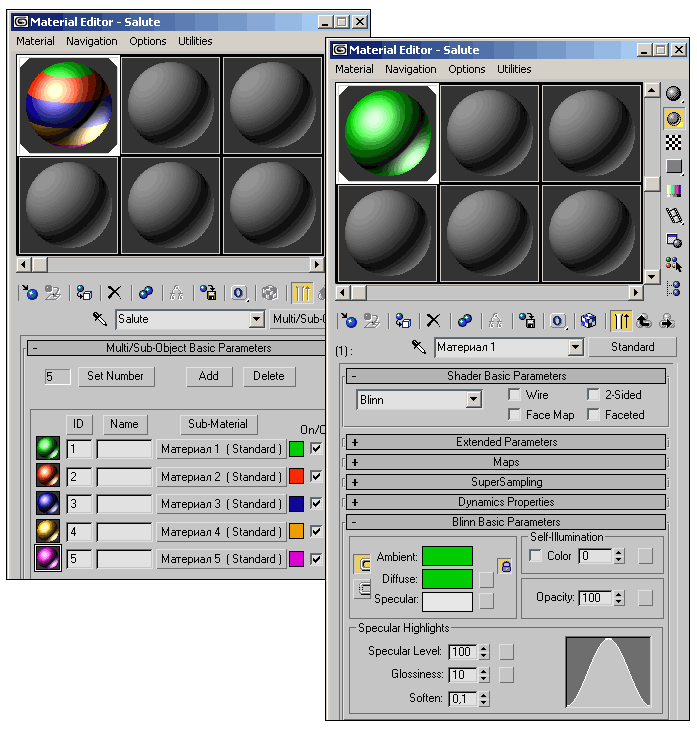 Material Editor - Salute
Material Navigation Options Utilities
Salute
Multi/Sub-O
- Multi/Sub-Object Basic Parameters
5 Set Number Add Delete
ID Name Sub-Material On/O
1 Материал 1 ( Standard )
2 Материал 2 ( Standard )
3 Материал 3 ( Standard )
4 Материал 4 ( Standard )
5 Материал 5 ( Standard )
Material Editor - Salute
Material Navigation Options Utilities
(1) : Материал 1 Standard
- Shader Basic Parameters
Blinn Wire 2-Sided
Face Map Faceted
+ Extended Parameters
+ Maps
+ SuperSampling
+ Dynamics Properties
- Blinn Basic Parameters
Self-Illumination
Ambient: Color 0
Diffuse:
Specular: Opacity: 100
Specular Highlights
Specular Level: 100
Glossiness: 10
Soften: 0,1